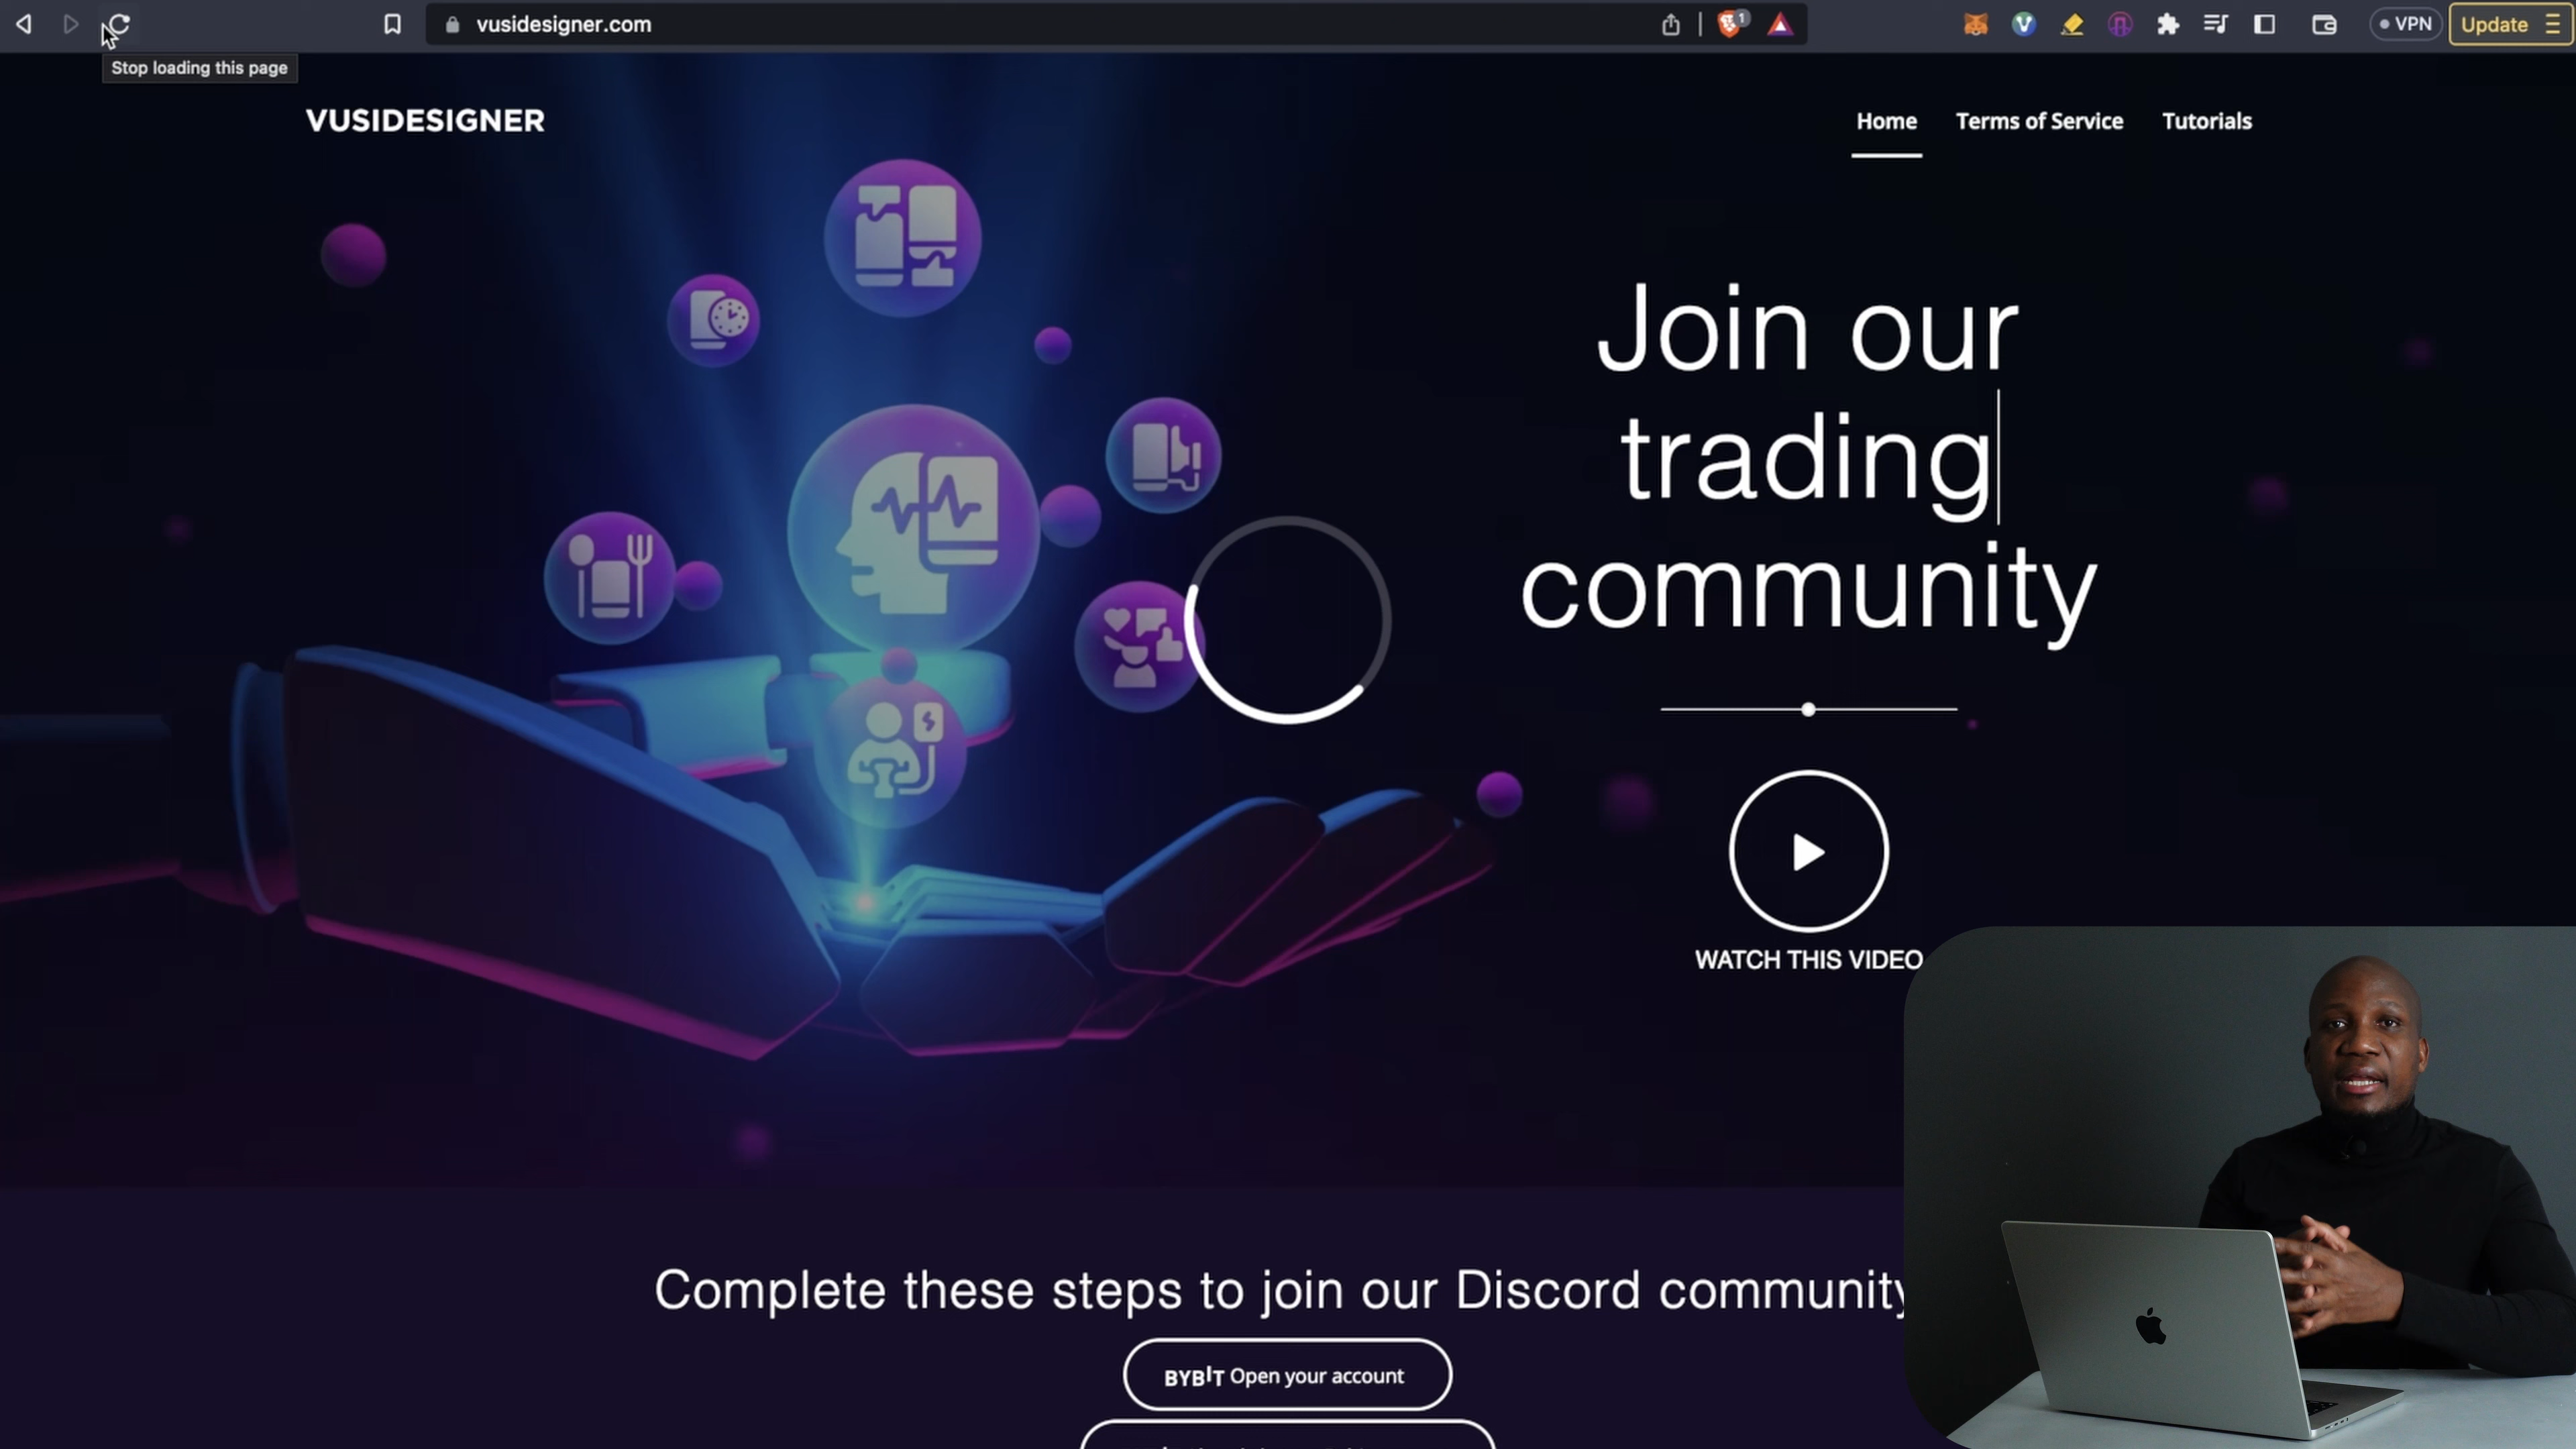 vusidesigner.com
1
VPN
Update
Stop loading this page
VUSIDESIGNER
Home
Terms of Service
Tutorials
Join our
trading
community
WATCH THIS VIDEO
Complete these steps to join our Discord community
BYBIT Open your account